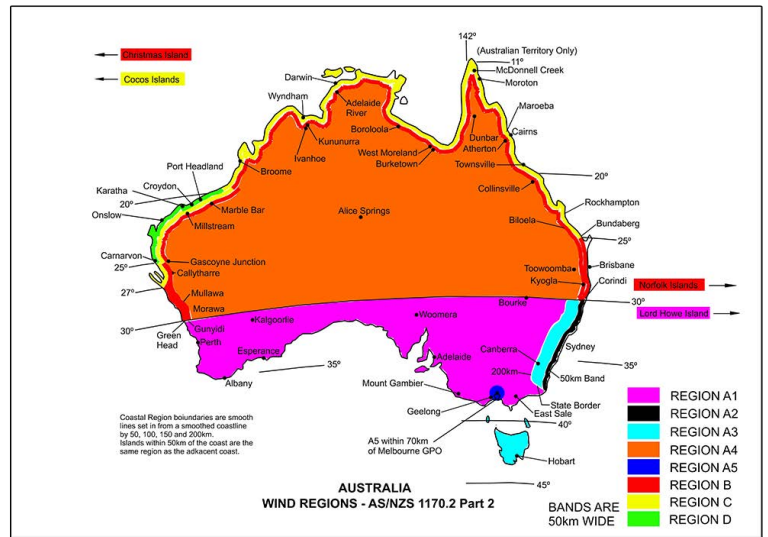 142º
(Australian Territory Only)
11º
Christmas Island
Cocos Islands
McDonnell Creek
Moroton
Darwin
Wyndham
Adelaide
River
Maroeba
Boroloola
Dunbar
Cairns
Kununurra
Atherton
Ivanhoe
West Moreland
Burketown
Townsville
Port Headland
Broome
20º
Croydon
Karatha
Collinsville
20º
Marble Bar
Rockhampton
Onslow
Alice Springs
Millstream
Biloela
Bundaberg
25º
Carnarvon
Gascoyne Junction
25º
Callytharre
Toowoomba
Brisbane
Kyogla
Corindi
Norfolk Islands
27º
Mullawa
Bourke
30º
Morawa
Lord Howe Island
Woomera
Kalgoorlie
30º
Gunyidi
Green
Head
Perth
Sydney
Canberra
Esperance
Adelaide
35º
35º
200km
50km Band
Albany
Mount Gambier
State Border
Geelong
East Sale
40º
A5 within 70km
of Melbourne GPO
Hobart
45º
Coastal Region boiundaries are smooth
lines set in from a smoothed coastline
by 50, 100, 150 and 200km.
Islands within 50km of the coast are the
same region as the adkacent coast.
REGION A1
REGION A2
REGION A3
REGION A4
REGION A5
REGION B
REGION C
REGION D
BANDS ARE
50km WIDE
AUSTRALIA
WIND REGIONS - AS/NZS 1170.2 Part 2